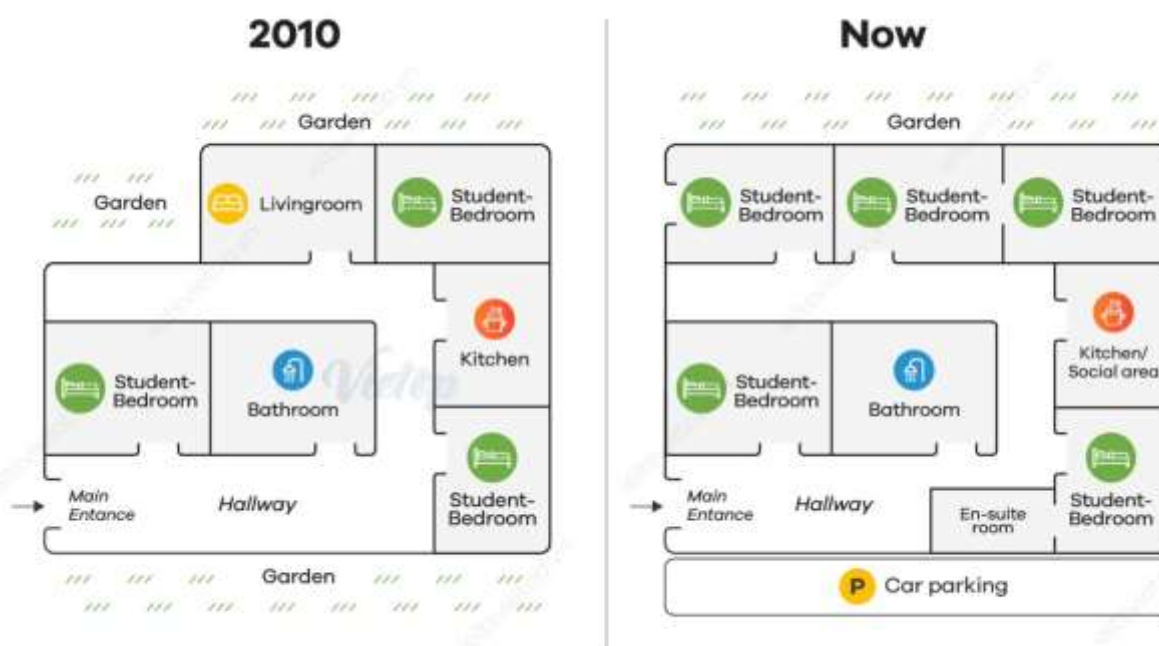 2010
Garden
Garden
Livingroom
Student-
Bedroom
Kitchen
Student-
Bedroom
Bathroom
Student-
Bedroom
Main
Entance
Hallway
Garden
Now
Garden
Student-
Bedroom
Student-
Bedroom
Student-
Bedroom
Kitchen/
Social area
Student-
Bedroom
Bathroom
Student-
Bedroom
Main
Entance
Hallway
En-suite
room
P Car parking